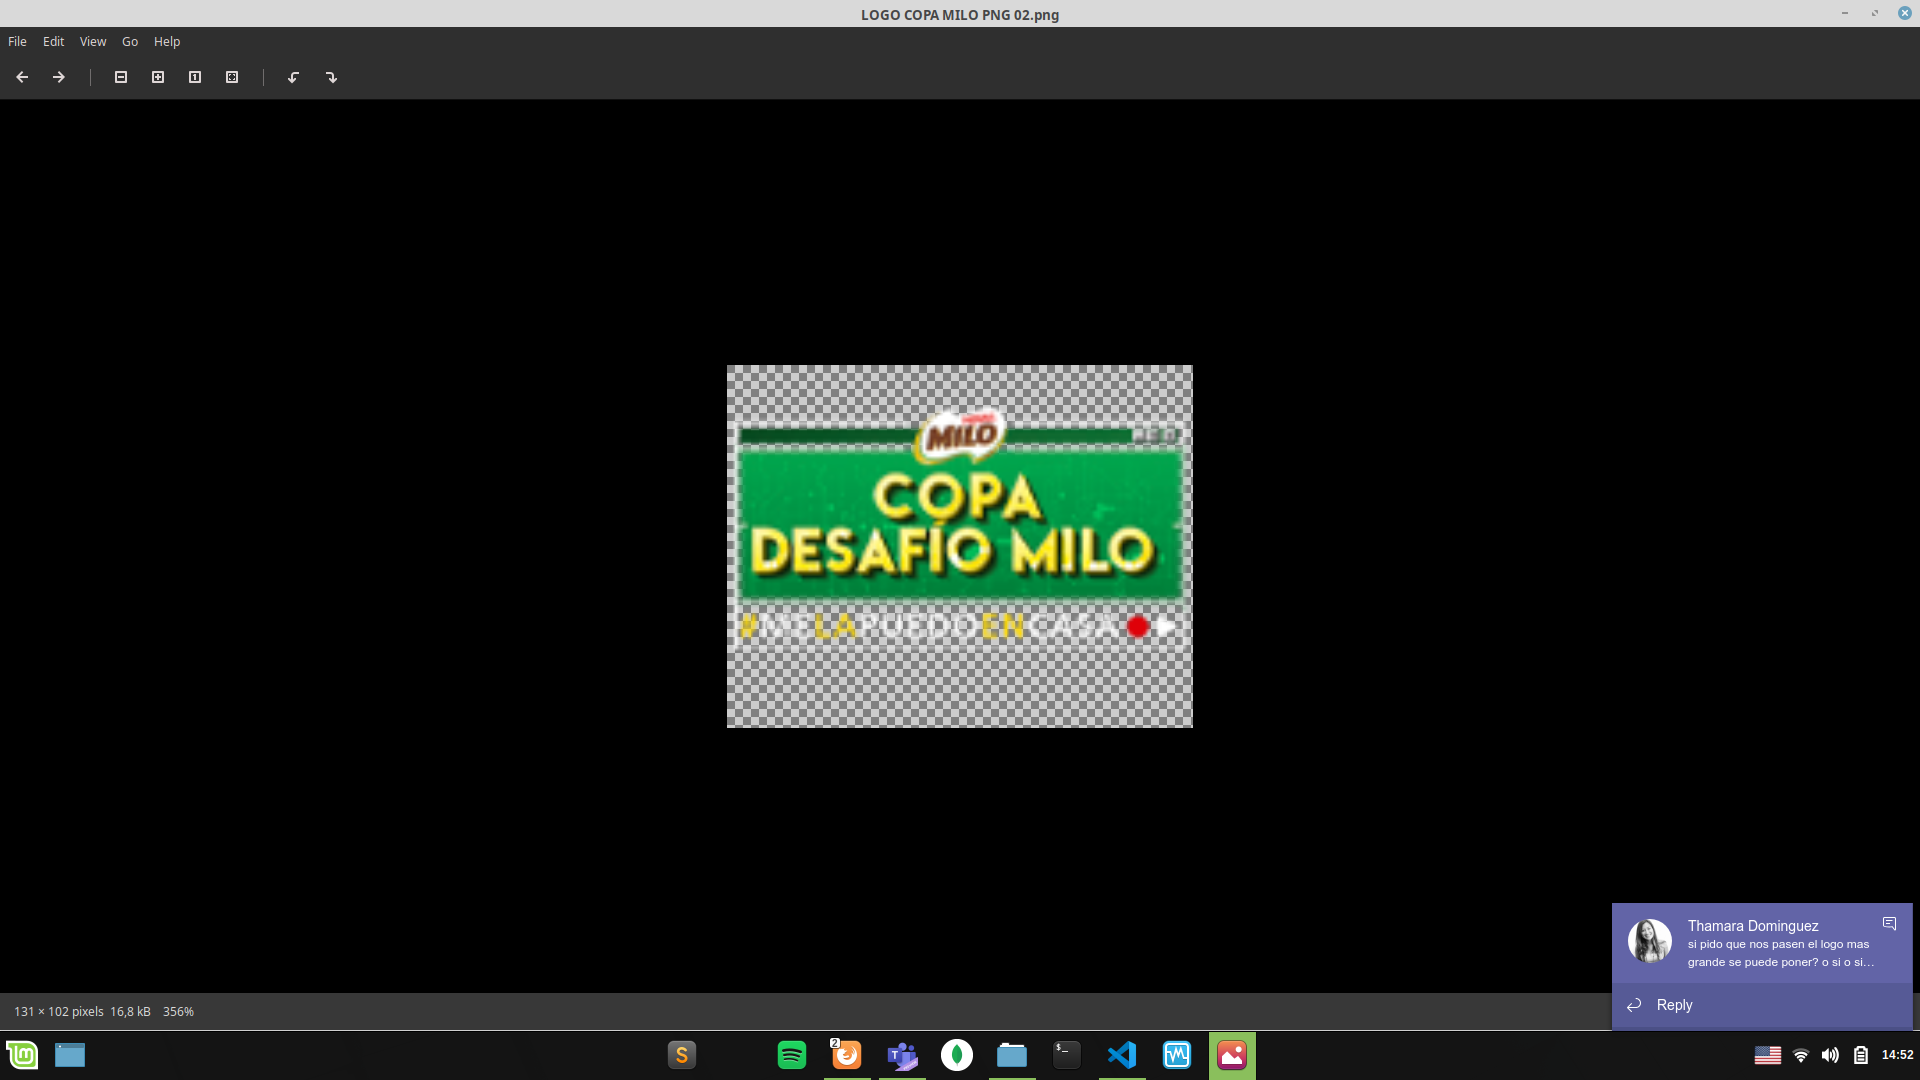 LOGO COPA MILO PNG 02.png
File Edit View Go Help
MILO
COPA
DESAFÍO MILO
#MELAPUEDOENCASA
Thamara Dominguez
si pido que nos pasen el logo mas
grande se puede poner? o si o si...
Reply
131 × 102 pixels 16,8 kB 356%
S
2
T
$_
14:52